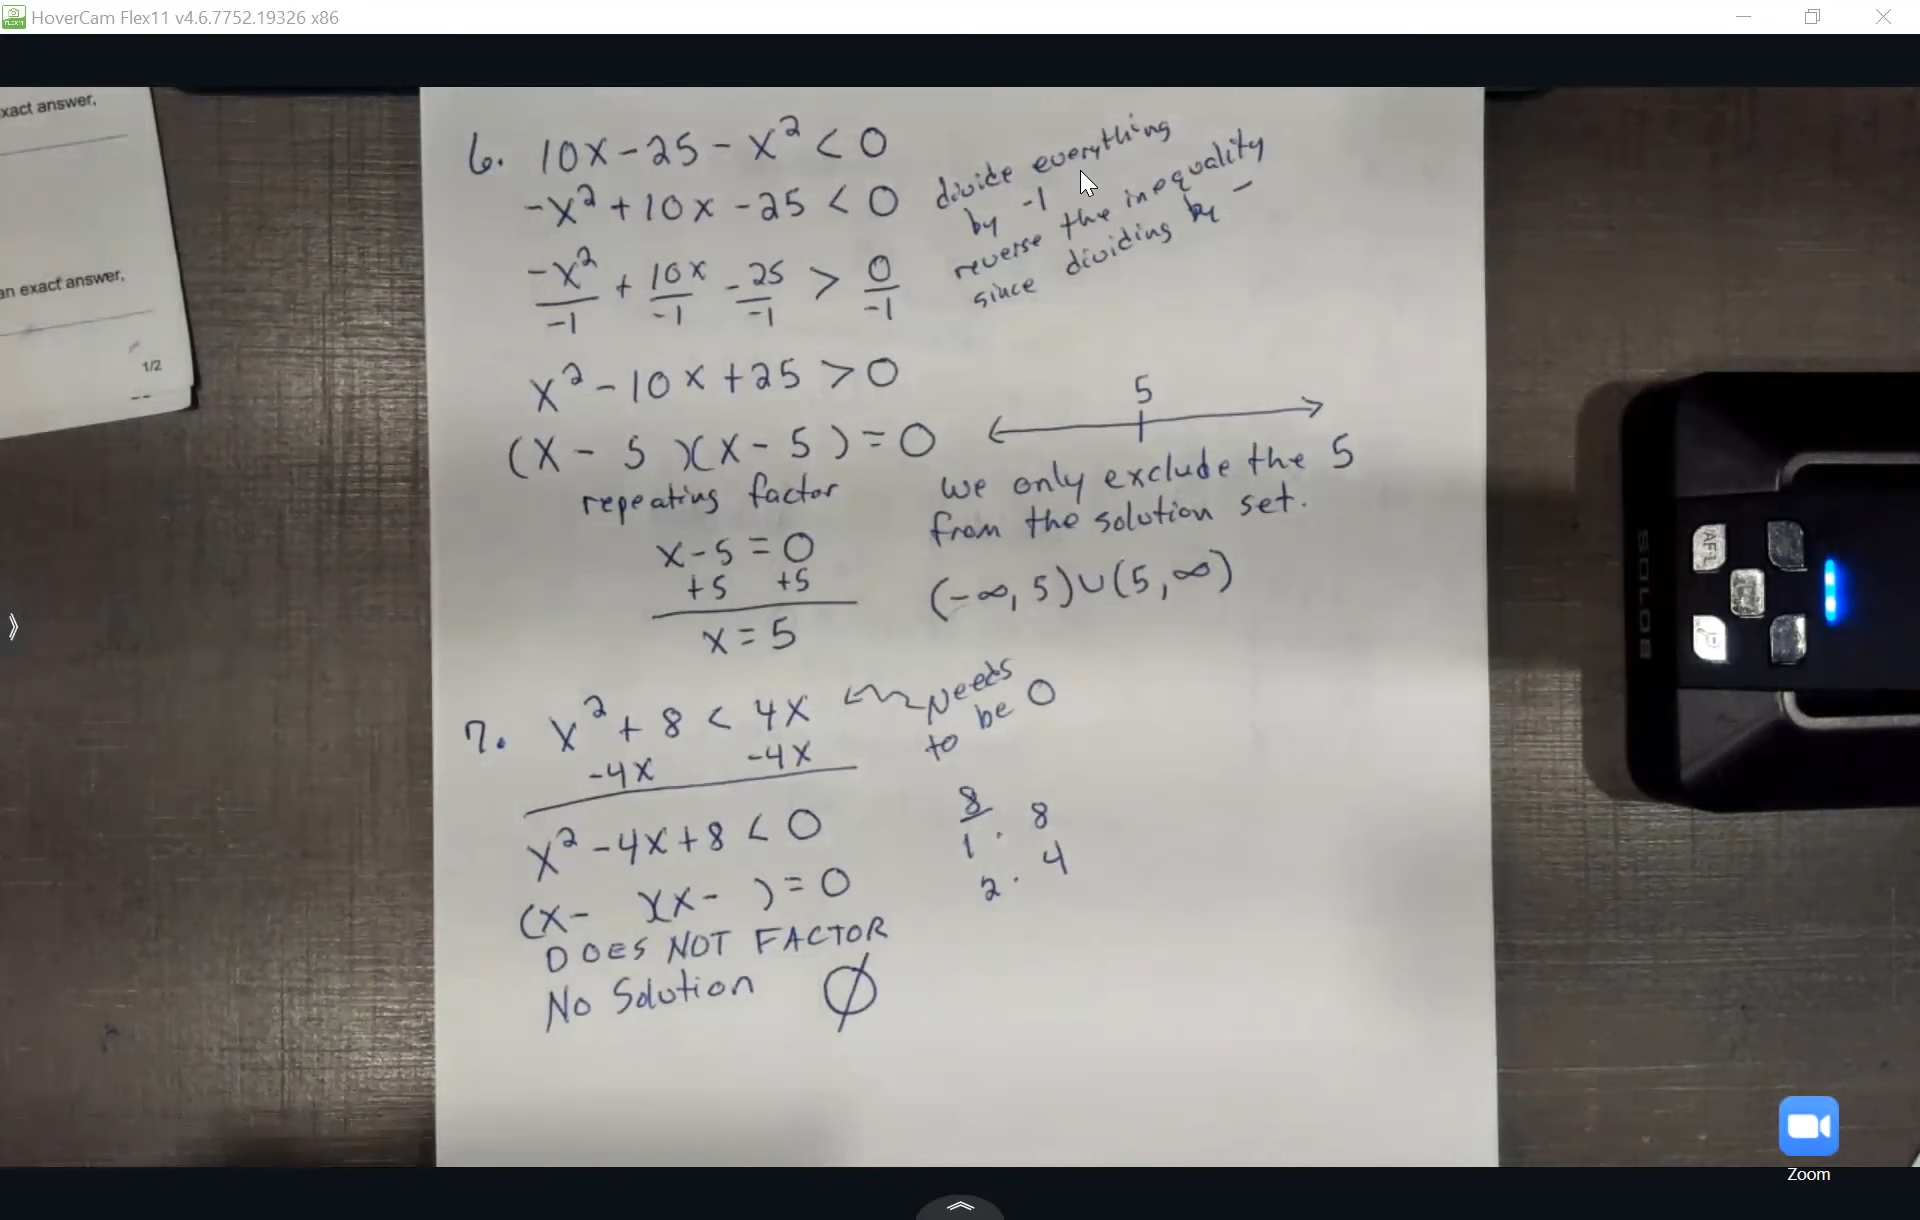 HoverCam Flex11 v4.6.7752.19326 x86
xact answer,
an exact answer,
1/2
6. 10x - 25 - x² < 0
-x² + 10x - 25 < 0
divide everything
by -1
reverse the inequality
since dividing by -
-x²/-1 + 10x/-1 - 25/-1 > 0/-1
x² - 10x + 25 > 0
(x - 5)(x - 5) = 0
repeating factor
x - 5 = 0
+5 +5
x = 5
5
We only exclude the 5
from the solution set.
(-∞, 5)∪(5, ∞)
7. x² + 8 < 4x
-4x -4x
Needs
to be 0
x² - 4x + 8 < 0
(x - )(x - ) = 0
DOES NOT FACTOR
No Solution ∅
8
1 · 8
2 · 4
AF
BOLOS
Zoom